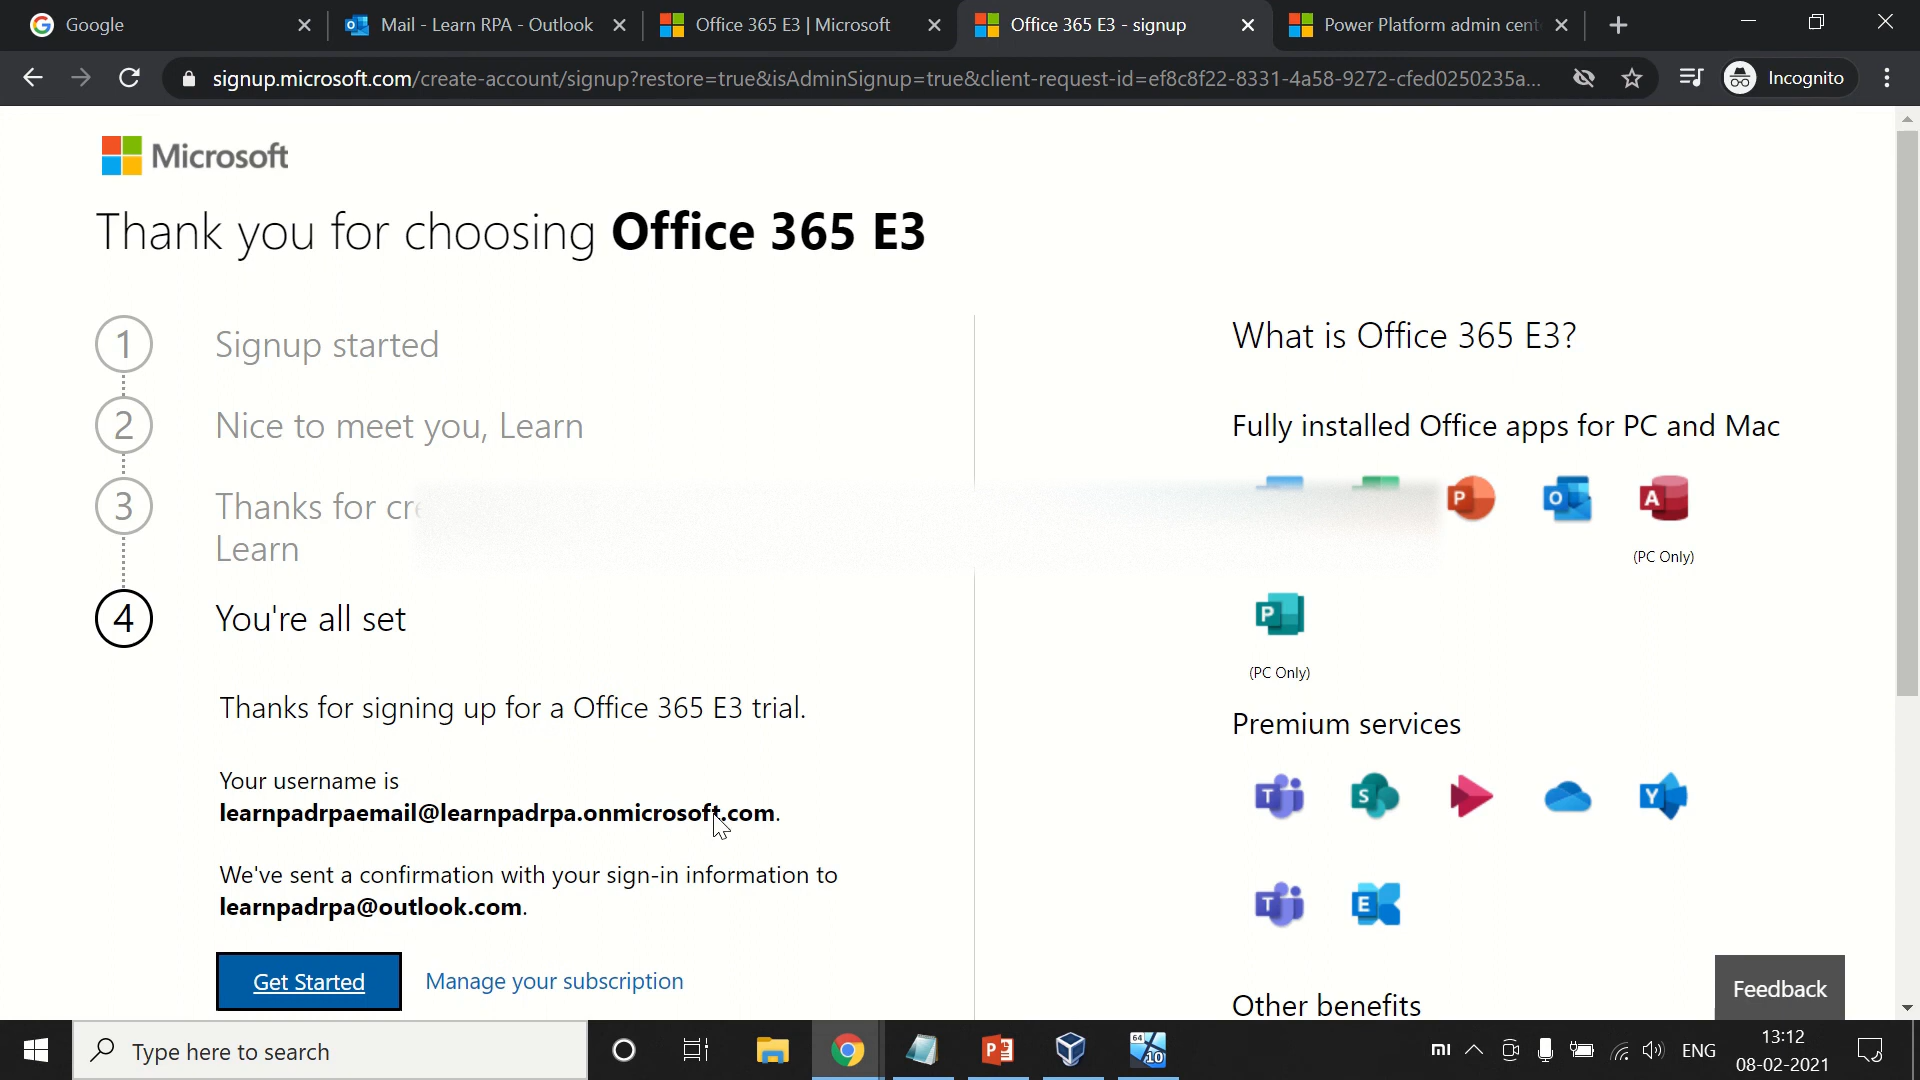 Google
Mail - Learn RPA - Outlook
Office 365 E3 | Microsoft
Office 365 E3 - signup
Power Platform admin cent
signup.microsoft.com/create-account/signup?restore=true&isAdminSignup=true&client-request-id=ef8c8f22-8331-4a58-9272-cfed0250235a...
Incognito
Microsoft
Thank you for choosing Office 365 E3
1 Signup started
2 Nice to meet you, Learn
3 Thanks for
Learn
4 You're all set
Thanks for signing up for a Office 365 E3 trial.
Your username is
learnpadrpaemail@learnpadrpa.onmicrosoft.com.
We've sent a confirmation with your sign-in information to
learnpadrpa@outlook.com.
Get Started
Manage your subscription
What is Office 365 E3?
Fully installed Office apps for PC and Mac
P
O
A
(PC Only)
P
(PC Only)
Premium services
T
S
Y
T
E
Other benefits
Feedback
Type here to search
P
64
10
MI
ENG
13:12
08-02-2021